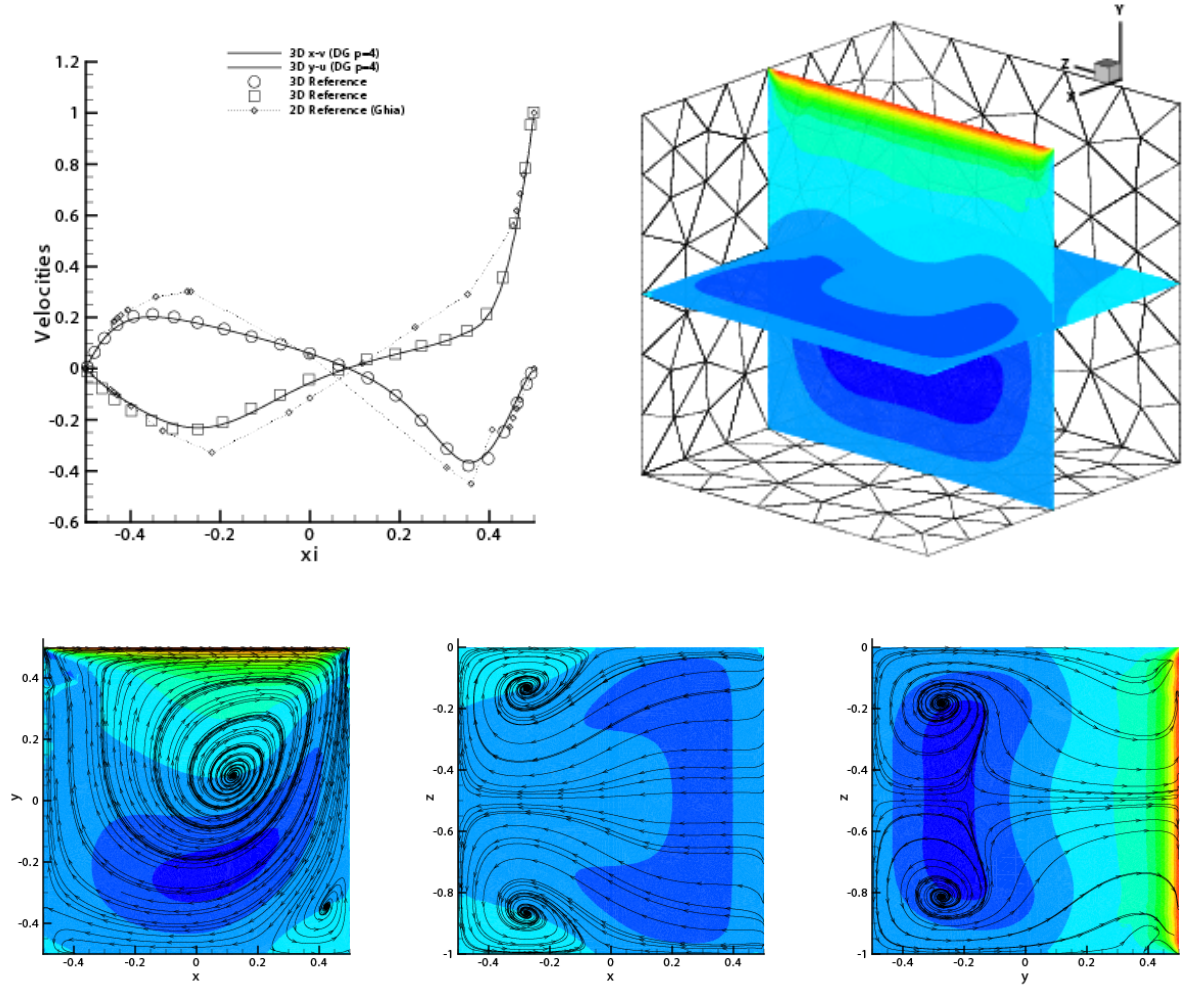 3D x-v (DG p=4)
3D y-u (DG p=4)
3D Reference
3D Reference
2D Reference (Ghia)
1.2
1
0.8
0.6
0.4
0.2
0
-0.2
-0.4
-0.6
Velocities
-0.4 -0.2 0 0.2 0.4
xi
Y
Z
X
0.4
0.2
0
-0.2
-0.4
y
-0.4 -0.2 0 0.2 0.4
x
0
-0.2
-0.4
-0.6
-0.8
-1
z
-0.4 -0.2 0 0.2 0.4
x
0
-0.2
-0.4
-0.6
-0.8
-1
z
-0.4 -0.2 0 0.2 0.4
y